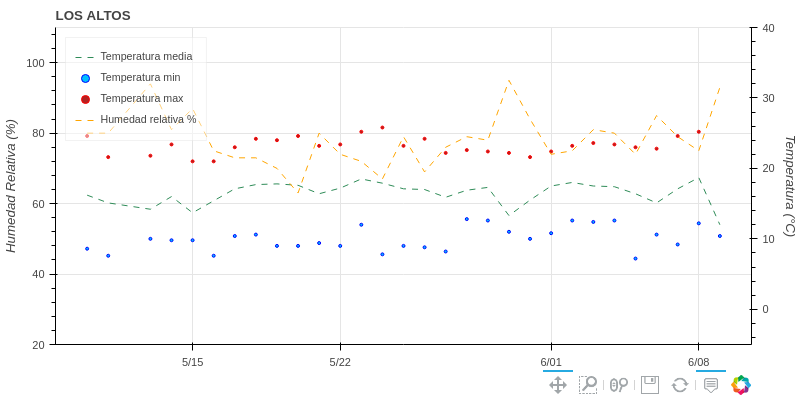 LOS ALTOS
Temperatura media
Temperatura min
Temperatura max
Humedad relativa %
Humedad Relativa (%)
100
80
60
40
20
Temperatura (°C)
40
30
20
10
0
5/15
5/22
6/01
6/08